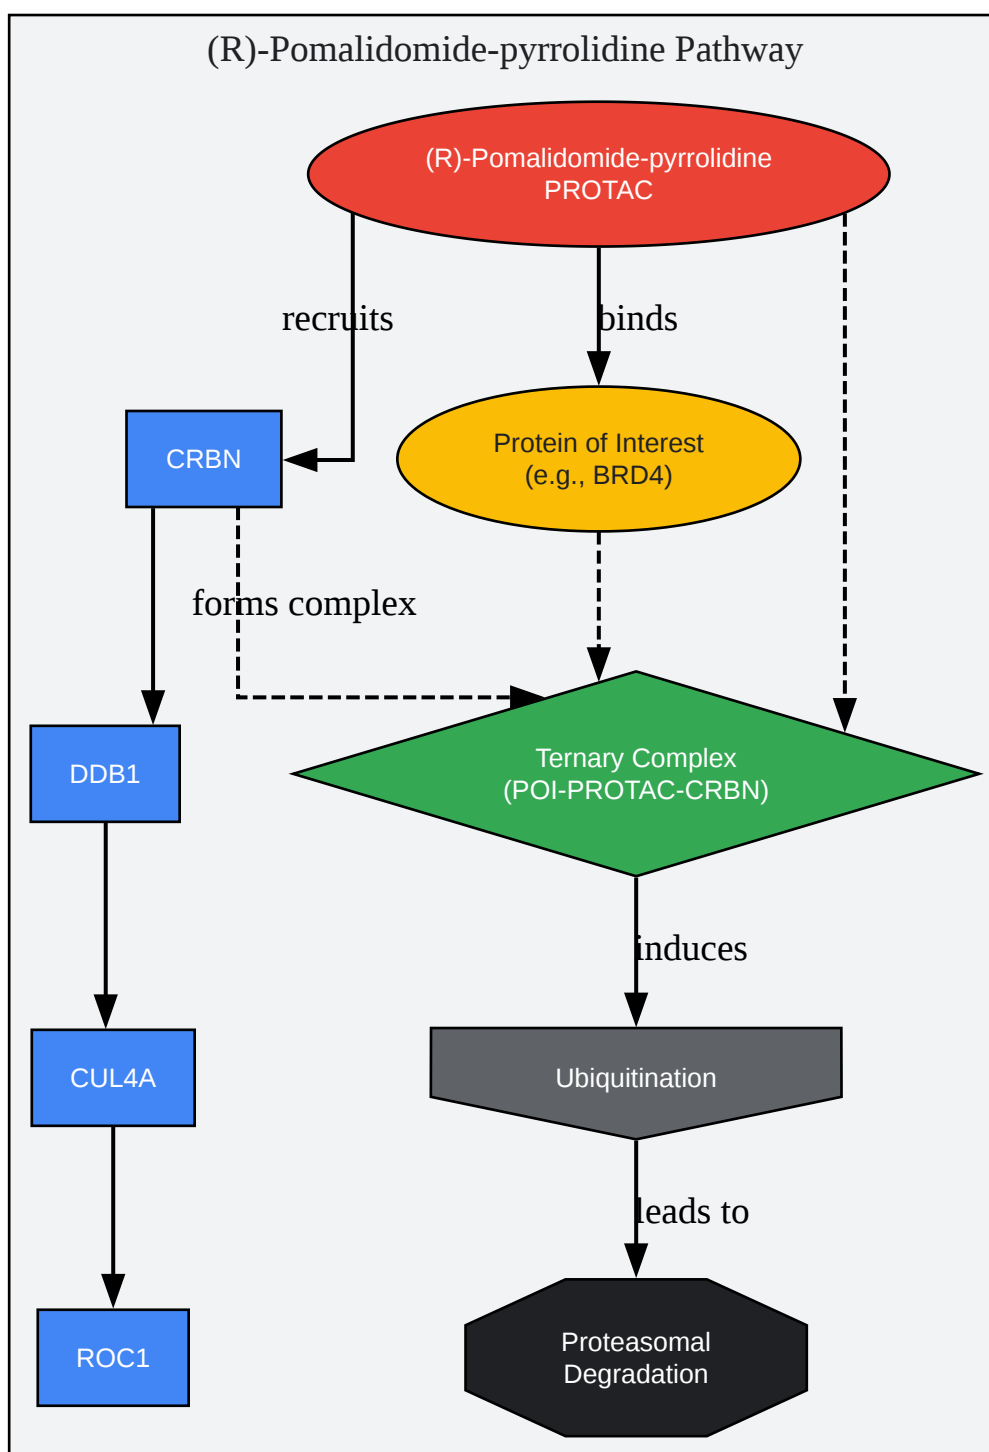 (R)-Pomalidomide-pyrrolidine Pathway
(R)-Pomalidomide-pyrrolidine
PROTAC
recruits
binds
CRBN
Protein of Interest
(e.g., BRD4)
forms complex
DDB1
Ternary Complex
(POI-PROTAC-CRBN)
induces
CUL4A
Ubiquitination
leads to
ROC1
Proteasomal
Degradation